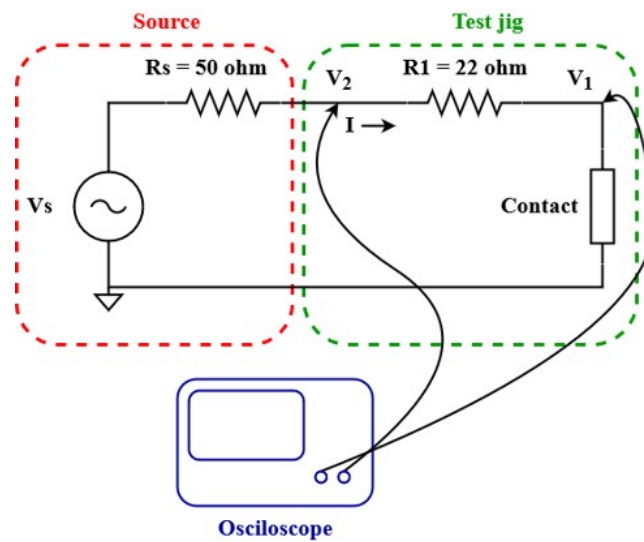 Source
Test jig
Rs = 50 ohm
V2
R1 = 22 ohm
V1
I
Vs
Contact
Osciloscope